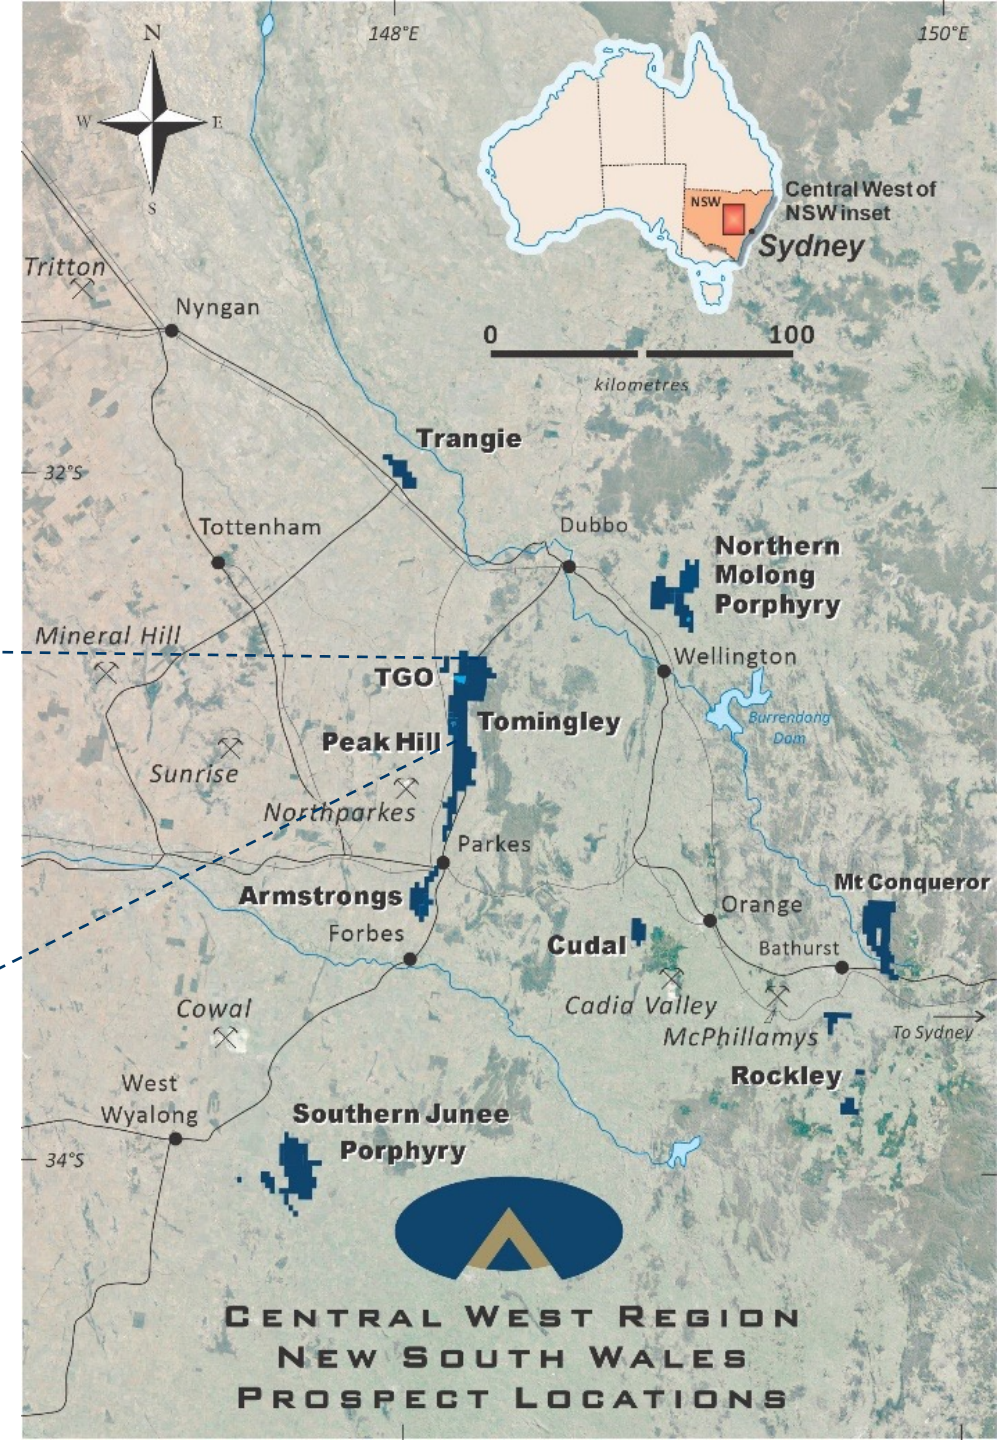 148°E
150°E
N
W
E
S
Central West of
NSW inset
NSW
Sydney
Tritton
Nyngan
0
100
kilometres
Trangie
32°S
Tottenham
Dubbo
Northern
Molong
Porphyry
Mineral Hill
Wellington
TGO
Tomingley
Burrendong
Dam
Peak Hill
Sunrise
Northparkes
Parkes
Mt Conqueror
Armstrongs
Orange
Forbes
Cudal
Bathurst
Cadia Valley
Cowal
McPhillamys
To Sydney
Rockley
West
Wyalong
Southern Junee
Porphyry
34°S
CENTRAL WEST REGION
NEW SOUTH WALES
PROSPECT LOCATIONS